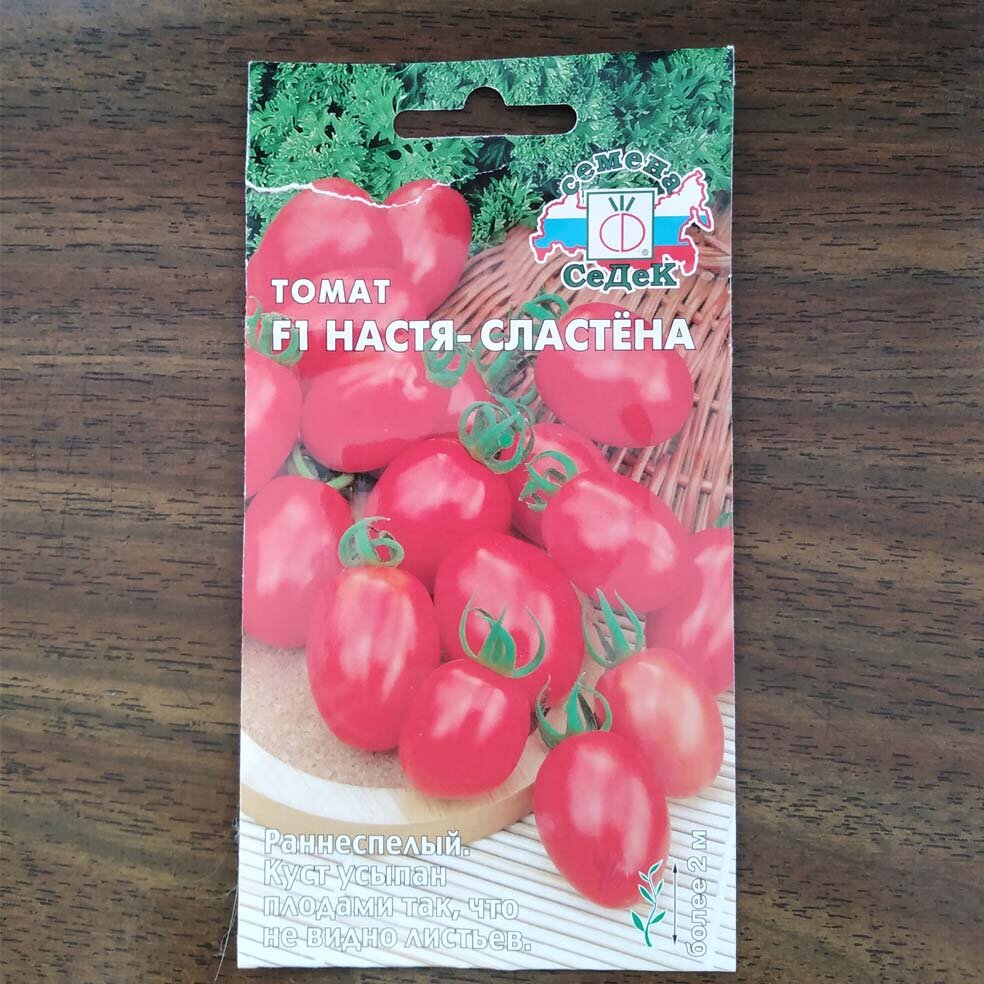 семена
СеДеК
ТОМАТ
F1 НАСТЯ-СЛАСТЁНА
Раннеспелый.
Куст усыпан
плодами так, что
не видно листьев.
более 2 м